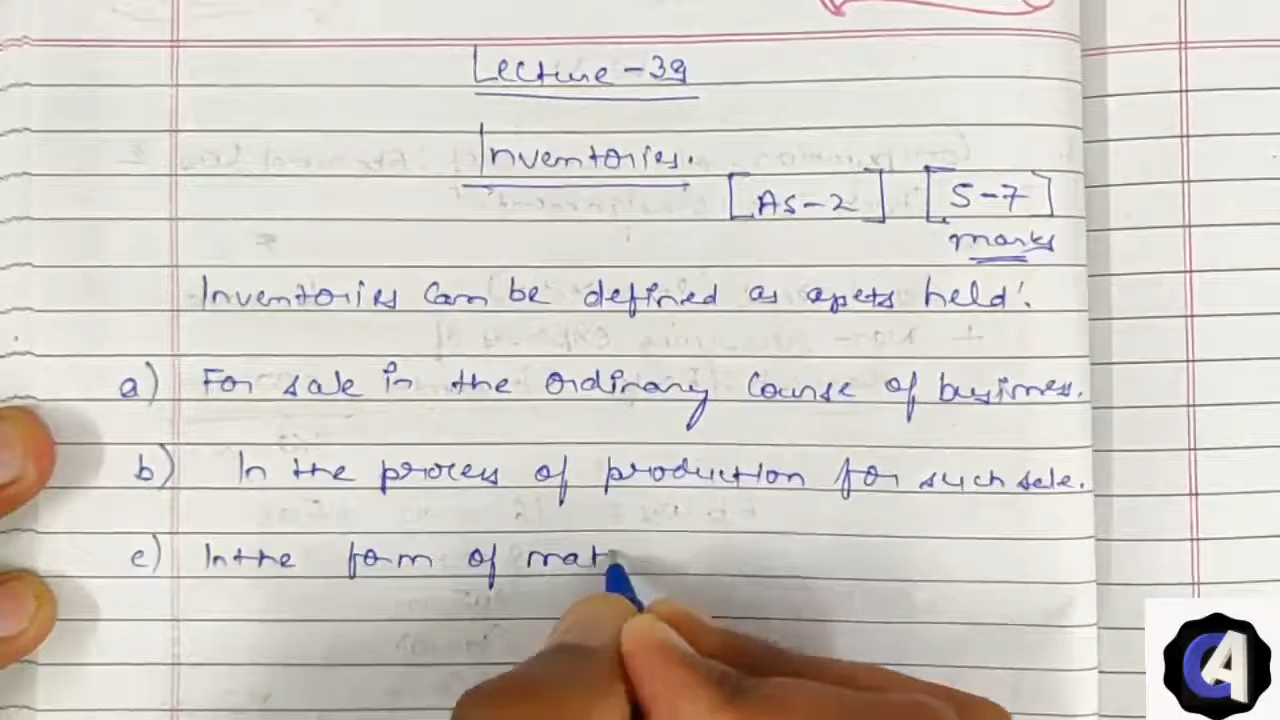 Lecture - 39
Inventories.
[AS-2] [5-7]
marks
Inventories can be defined as assets held:
a) For sale in the ordinary course of business.
b) In the process of production for such sale.
c) In the form of mat
CA